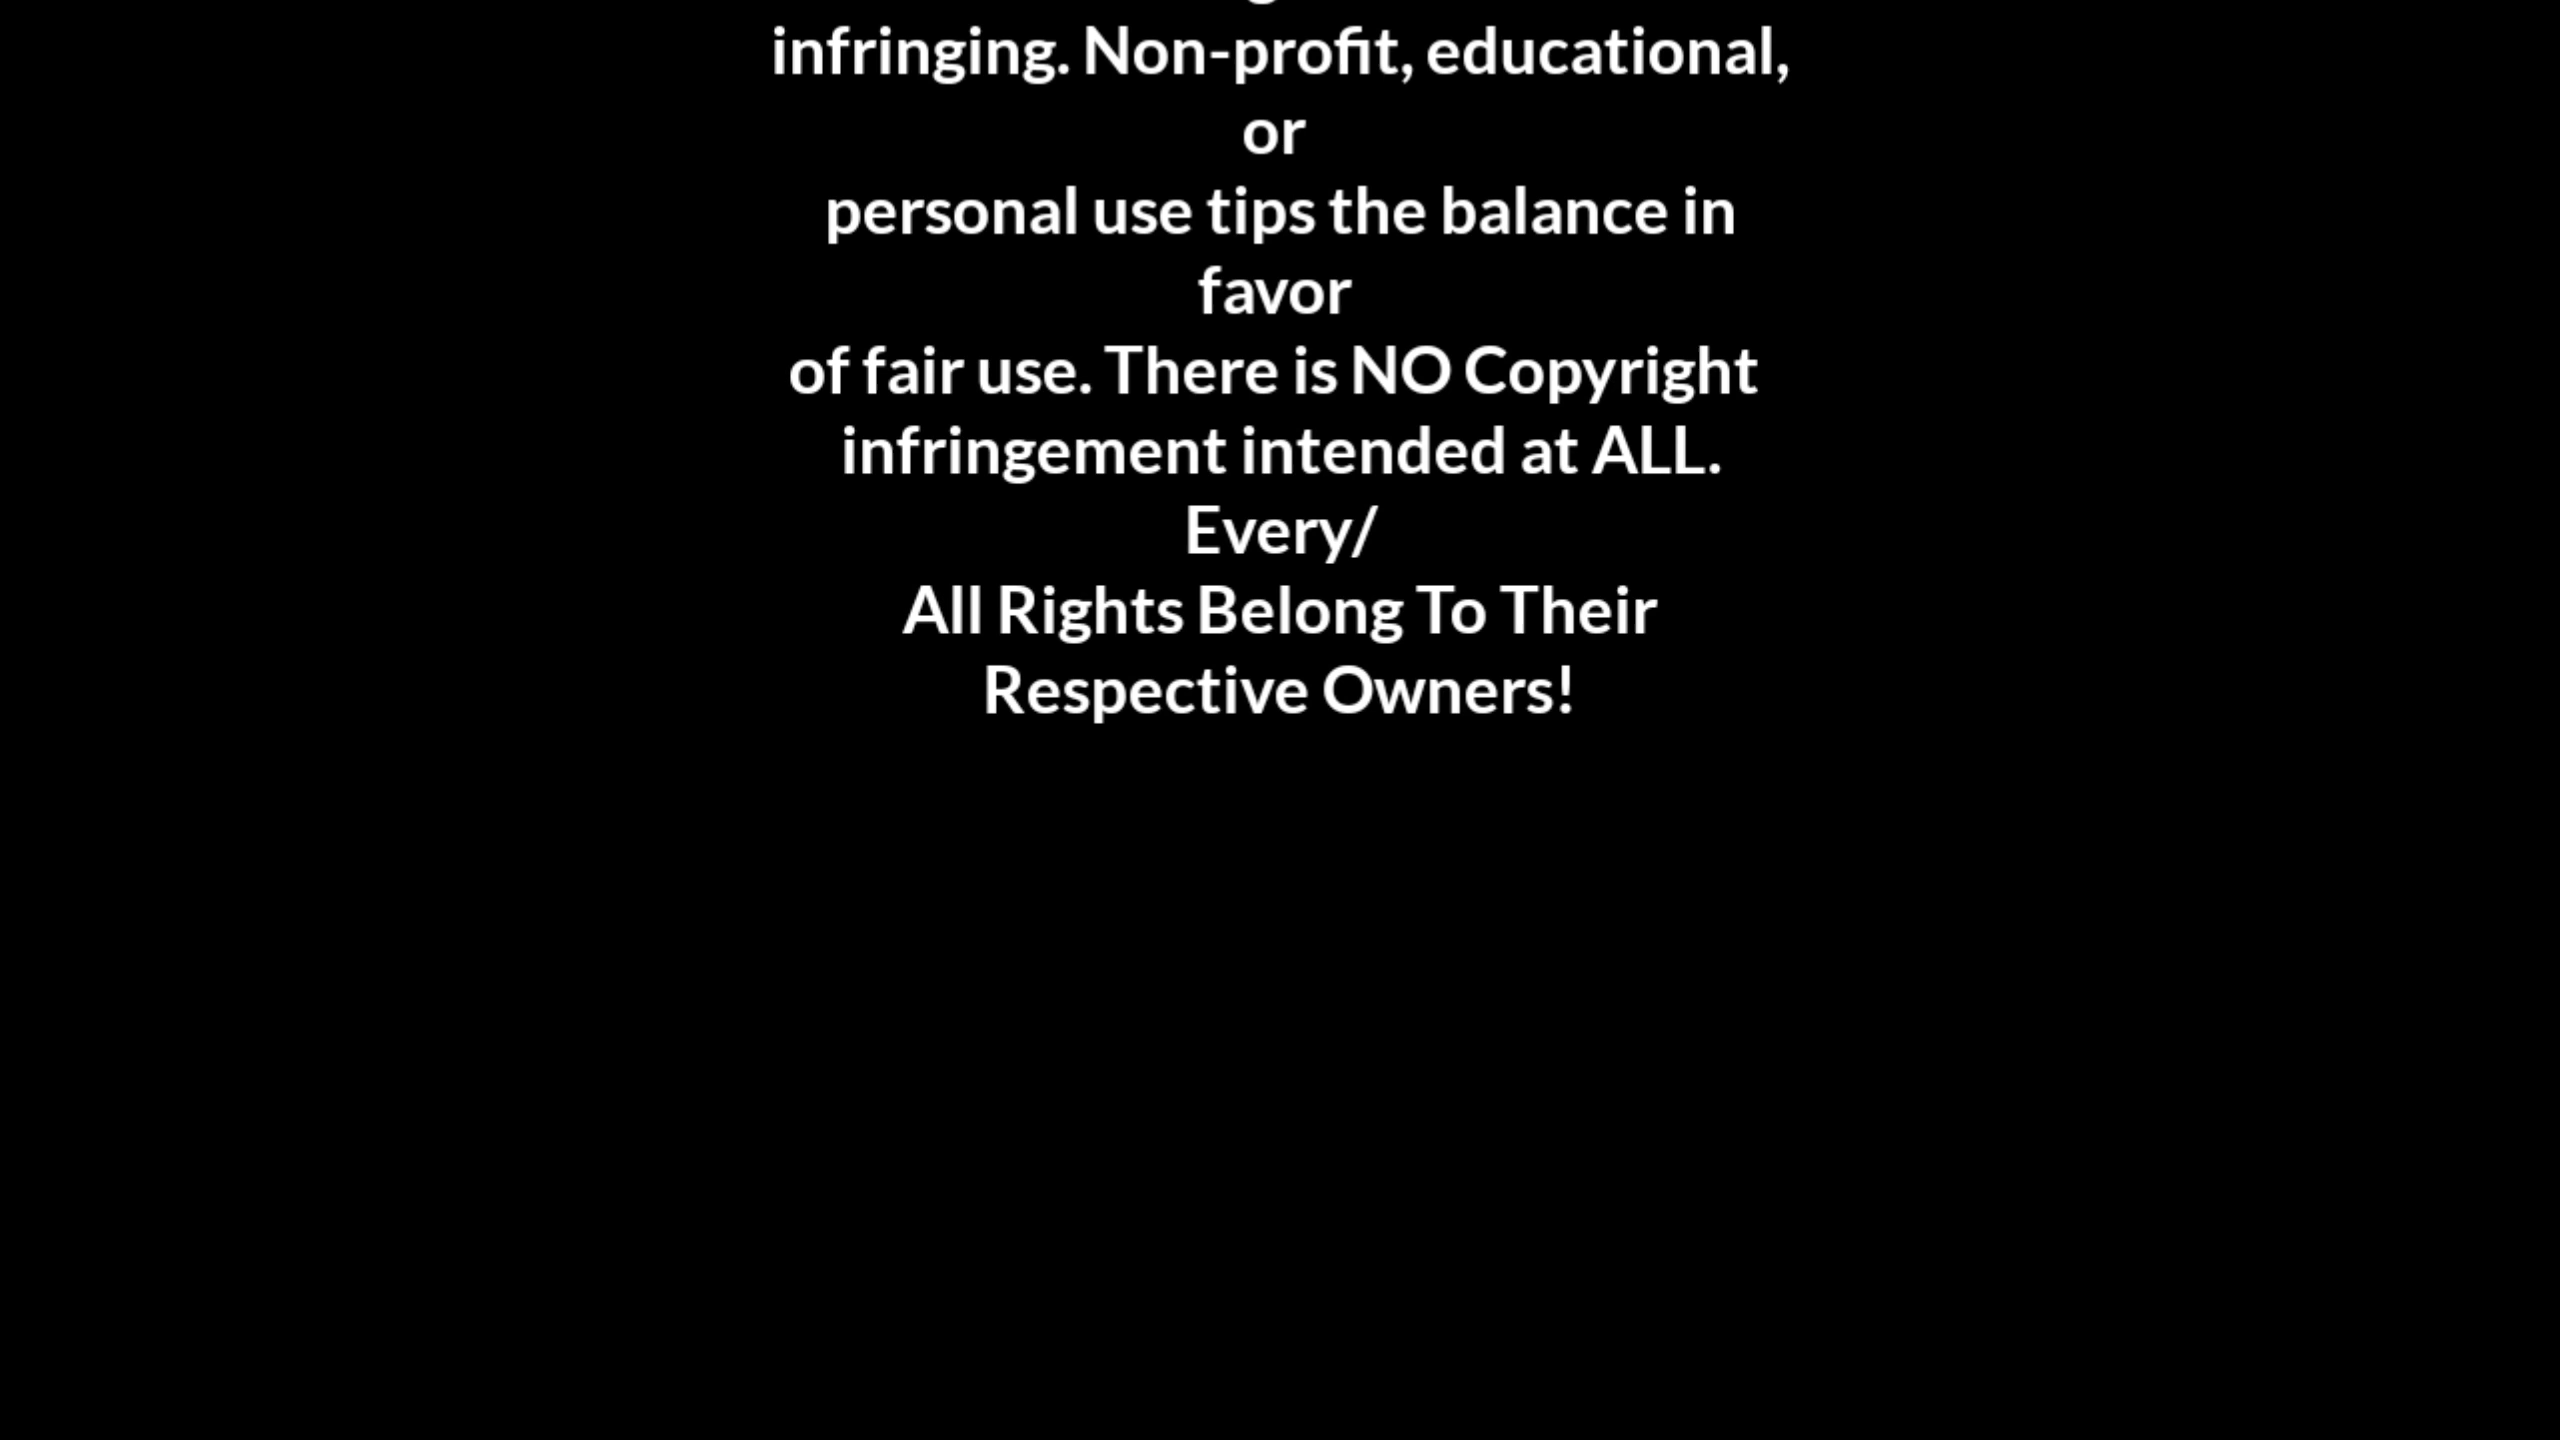 infringing. Non-profit, educational,
or
personal use tips the balance in
favor
of fair use. There is NO Copyright
infringement intended at ALL.
Every/
All Rights Belong To Their
Respective Owners!